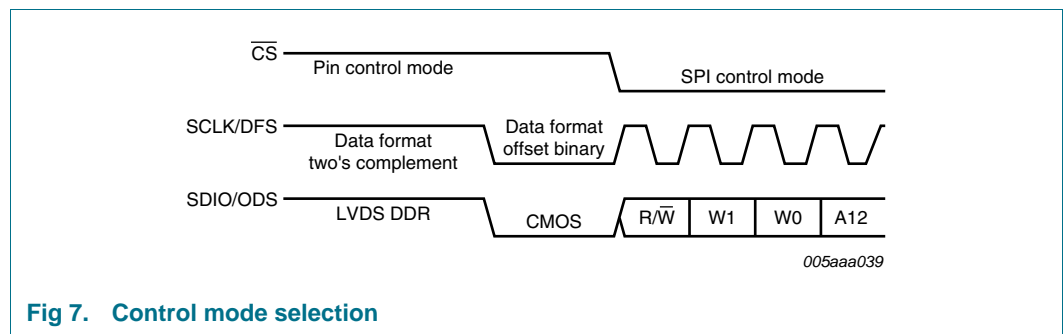 C̅S̅
Pin control mode
SPI control mode
SCLK/DFS
Data format
two's complement
Data format
offset binary
SDIO/ODS
LVDS DDR
CMOS
R/W̅
W1
W0
A12
005aaa039
Fig 7. Control mode selection